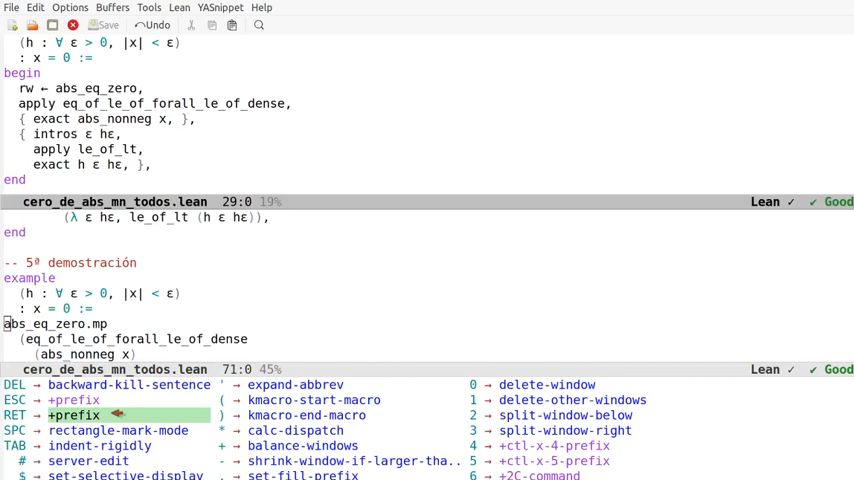 File Edit Options Buffers Tools Lean YASnippet Help
Save Undo
(h : ∀ ε > 0, |x| < ε)
: x = 0 :=
begin
rw ← abs_eq_zero,
apply eq_of_le_of_forall_le_of_dense,
{ exact abs_nonneg x, },
{ intros ε hε,
apply le_of_lt,
exact h ε hε, },
end
cero_de_abs_mn_todos.lean 29:0 19% Lean ✓ ✔ Good
(λ ε hε, le_of_lt (h ε hε)),
end
-- 5ª demostración
example
(h : ∀ ε > 0, |x| < ε)
: x = 0 :=
abs_eq_zero.mp
(eq_of_le_of_forall_le_of_dense
(abs_nonneg x)
cero_de_abs_mn_todos.lean 71:0 45% Lean ✓ ✔ Good
DEL → backward-kill-sentence ' → expand-abbrev 0 → delete-window
ESC → +prefix ( → kmacro-start-macro 1 → delete-other-windows
RET → +prefix ) → kmacro-end-macro 2 → split-window-below
SPC → rectangle-mark-mode * → calc-dispatch 3 → split-window-right
TAB → indent-rigidly + → balance-windows 4 → +ctl-x-4-prefix
# → server-edit - → shrink-window-if-larger-tha.. 5 → +ctl-x-5-prefix
$ → set-selective-display . → set-fill-prefix 6 → +2C-command